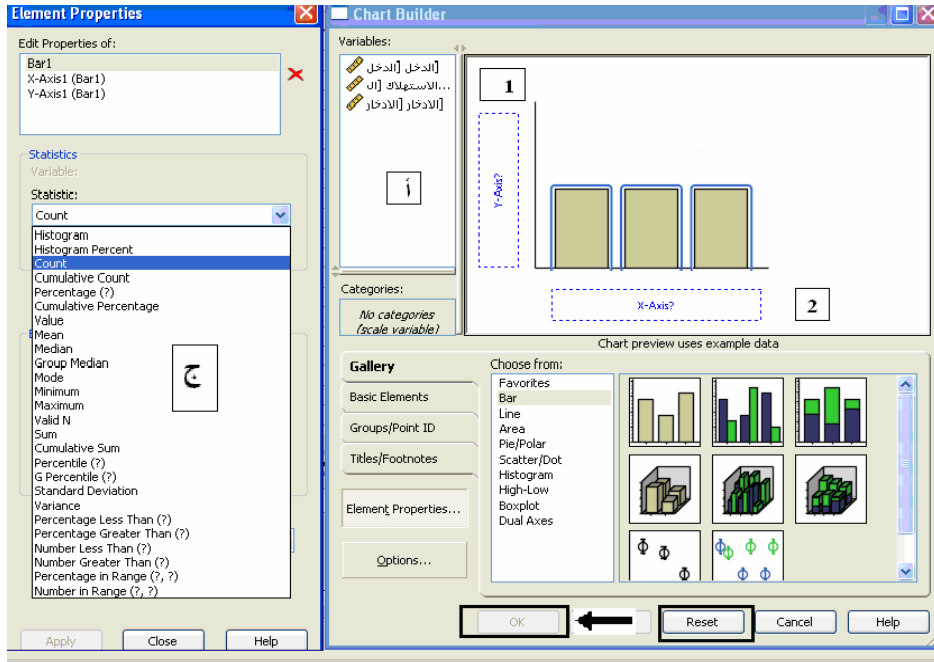 Element Properties
Edit Properties of:
Bar1
X-Axis1 (Bar1)
Y-Axis1 (Bar1)
Statistics
Variable:
Statistic:
Count
Histogram
Histogram Percent
Count
Cumulative Count
Percentage (?)
Cumulative Percentage
Value
Mean
Median
Group Median
Mode
Minimum
Maximum
Valid N
Sum
Cumulative Sum
Percentile (?)
G Percentile (?)
Standard Deviation
Variance
Percentage Less Than (?)
Percentage Greater Than (?)
Number Less Than (?)
Number Greater Than (?)
Percentage in Range (?, ?)
Number in Range (?, ?)
ج
Apply
Close
Help
Chart Builder
Variables:
الدخل [الدخل]
الاستهلاك [ال...
الادخار [الادخار]
أ
Categories:
No categories
(scale variable)
1
Y-Axis?
X-Axis?
2
Chart preview uses example data
Gallery
Basic Elements
Groups/Point ID
Titles/Footnotes
Element Properties...
Options...
Choose from:
Favorites
Bar
Line
Area
Pie/Polar
Scatter/Dot
Histogram
High-Low
Boxplot
Dual Axes
OK
Reset
Cancel
Help